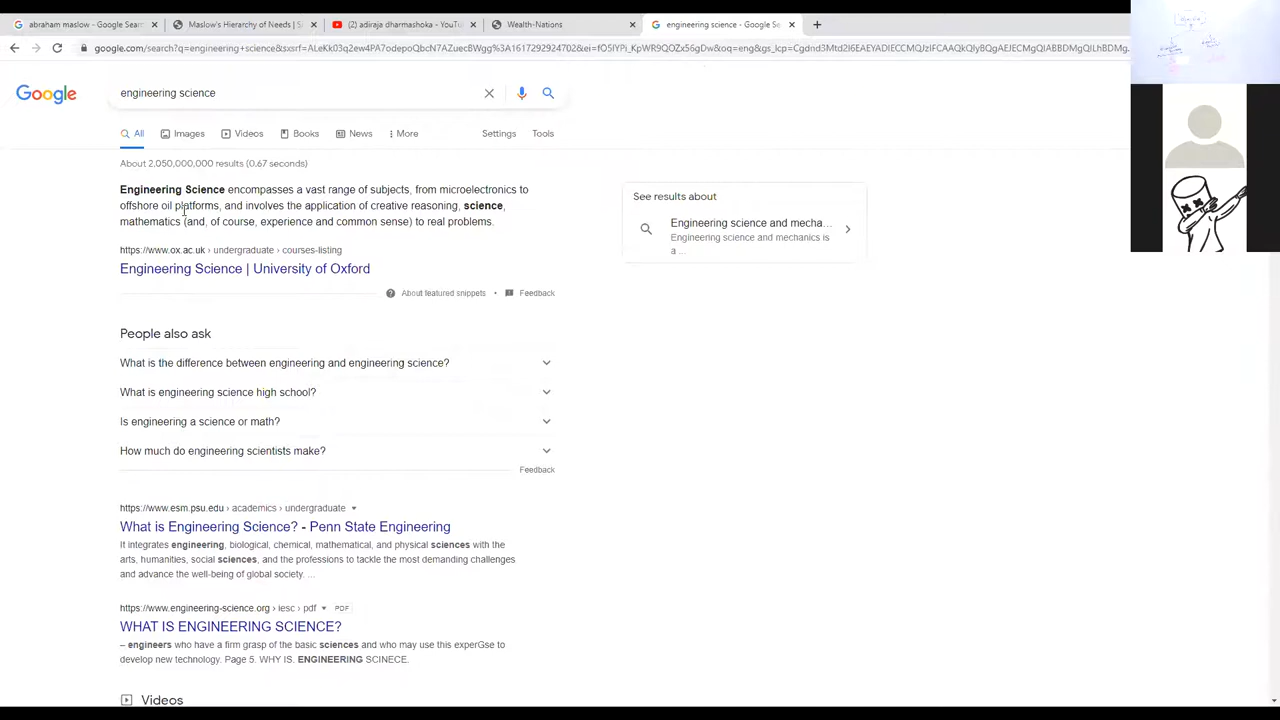 abraham maslow - Google Sear
Maslow's Hierarchy of Needs | Si
(2) adiraja dharmashoka - YouTu
Wealth-Nations
engineering science - Google Se
google.com/search?q=engineering+science&sxsrf=
engineering science
Google
All
Images
Videos
Books
News
More
Settings
Tools
About 2,050,000,000 results (0.67 seconds)
Engineering Science encompasses a vast range of subjects, from microelectronics to
offshore oil platforms, and involves the application of creative reasoning, science,
mathematics (and, of course, experience and common sense) to real problems.
https://www.ox.ac.uk › undergraduate › courses-listing
Engineering Science | University of Oxford
About featured snippets • Feedback
See results about
Engineering science and mecha...
Engineering science and mechanics is
a ...
People also ask
What is the difference between engineering and engineering science?
What is engineering science high school?
Is engineering a science or math?
How much do engineering scientists make?
Feedback
https://www.esm.psu.edu › academics › undergraduate
What is Engineering Science? - Penn State Engineering
It integrates engineering, biological, chemical, mathematical, and physical sciences with the
arts, humanities, social sciences, and the professions to tackle the most demanding challenges
and advance the well-being of global society. ...
https://www.engineering-science.org › iesc › pdf PDF
WHAT IS ENGINEERING SCIENCE?
– engineers who have a firm grasp of the basic sciences and who may use this experGse to
develop new technology. Page 5. WHY IS. ENGINEERING SCINECE.
Videos